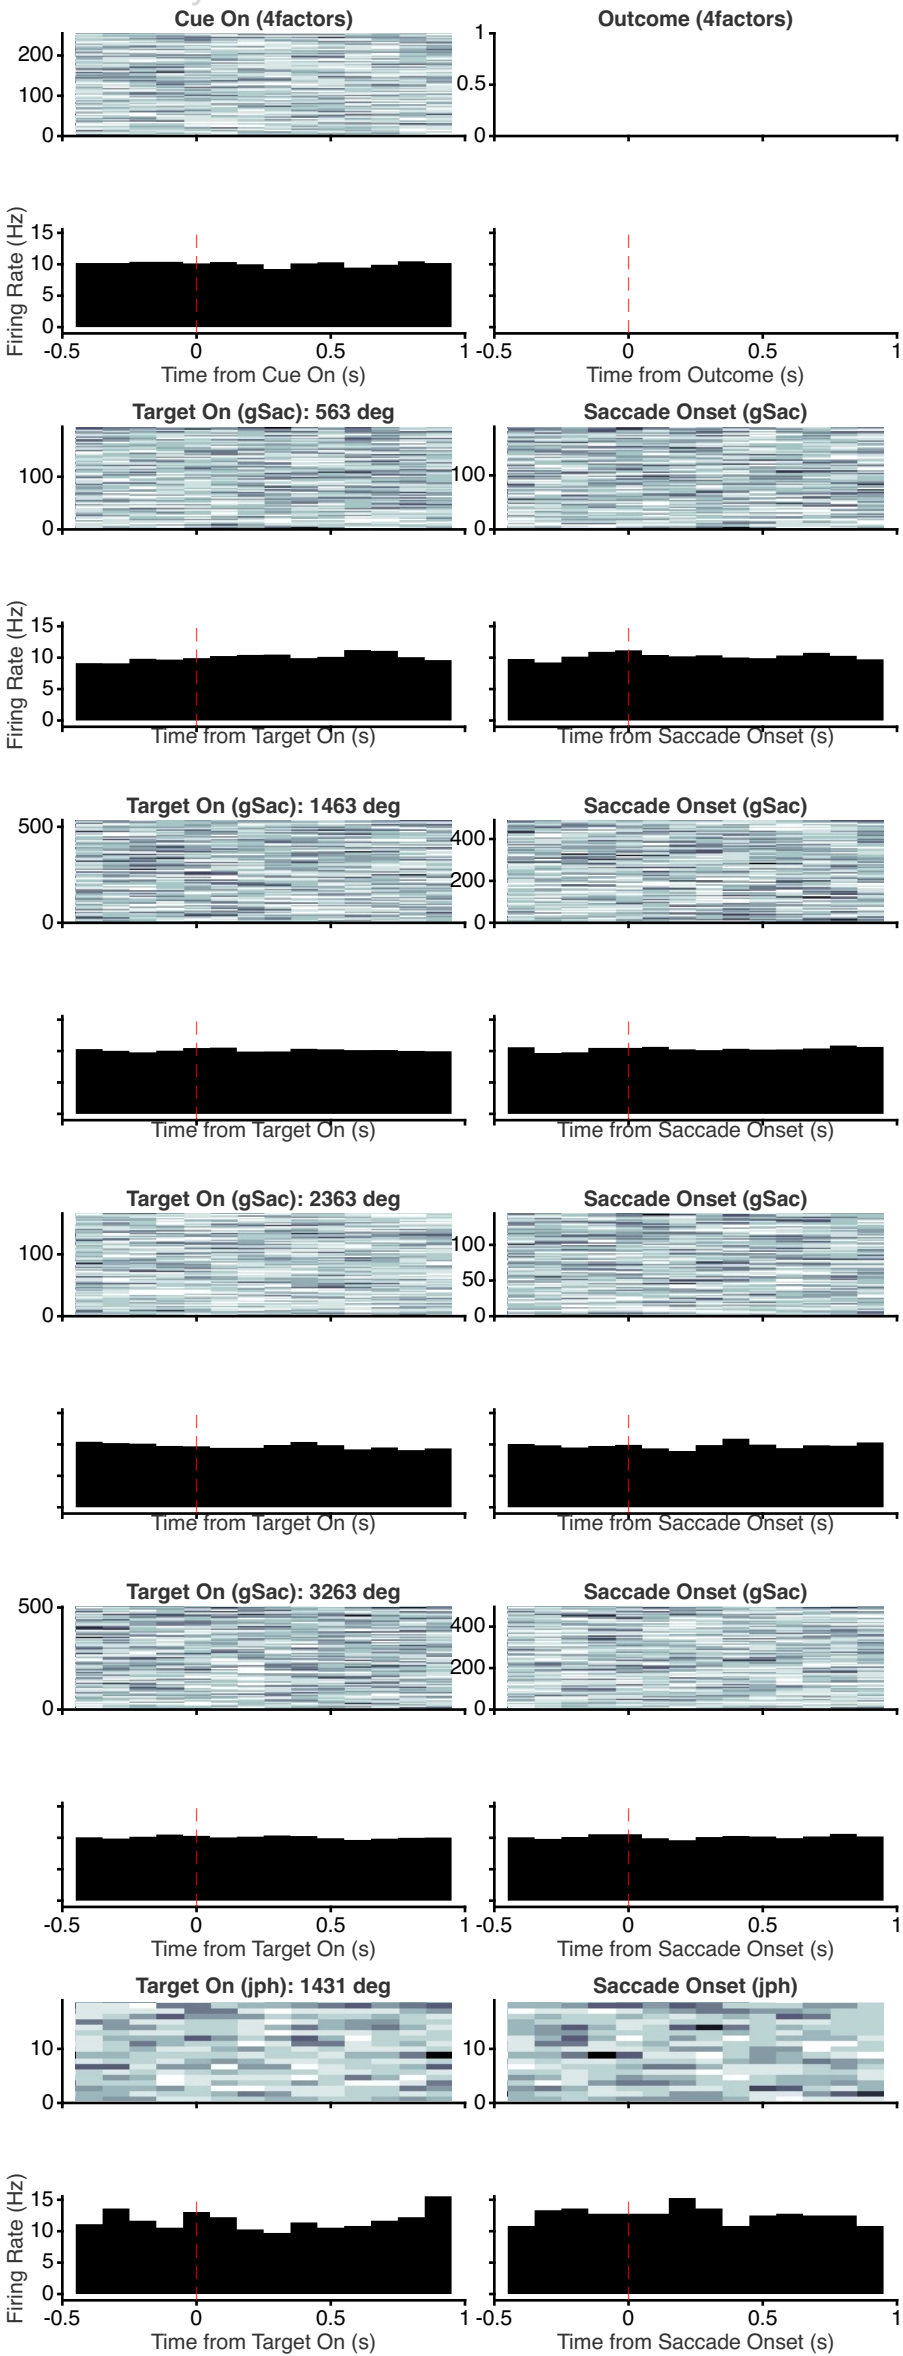 Cue On (4factors) Outcome (4factors)
200
100
0
1
0.5
0
Firing Rate (Hz)
15
10
5
0
-0.5 0 0.5 1 -0.5 0 0.5 1
Time from Cue On (s) Time from Outcome (s)
Target On (gSac): 563 deg Saccade Onset (gSac)
100
0
100
0
Firing Rate (Hz)
15
10
5
0
Time from Target On (s) Time from Saccade Onset (s)
Target On (gSac): 1463 deg Saccade Onset (gSac)
500
0
400
200
0
Time from Target On (s) Time from Saccade Onset (s)
Target On (gSac): 2363 deg Saccade Onset (gSac)
100
0
100
50
0
Time from Target On (s) Time from Saccade Onset (s)
Target On (gSac): 3263 deg Saccade Onset (gSac)
500
0
400
200
0
-0.5 0 0.5 1 -0.5 0 0.5 1
Time from Target On (s) Time from Saccade Onset (s)
Target On (jph): 1431 deg Saccade Onset (jph)
10
0
10
0
Firing Rate (Hz)
15
10
5
0
-0.5 0 0.5 1 -0.5 0 0.5 1
Time from Target On (s) Time from Saccade Onset (s)